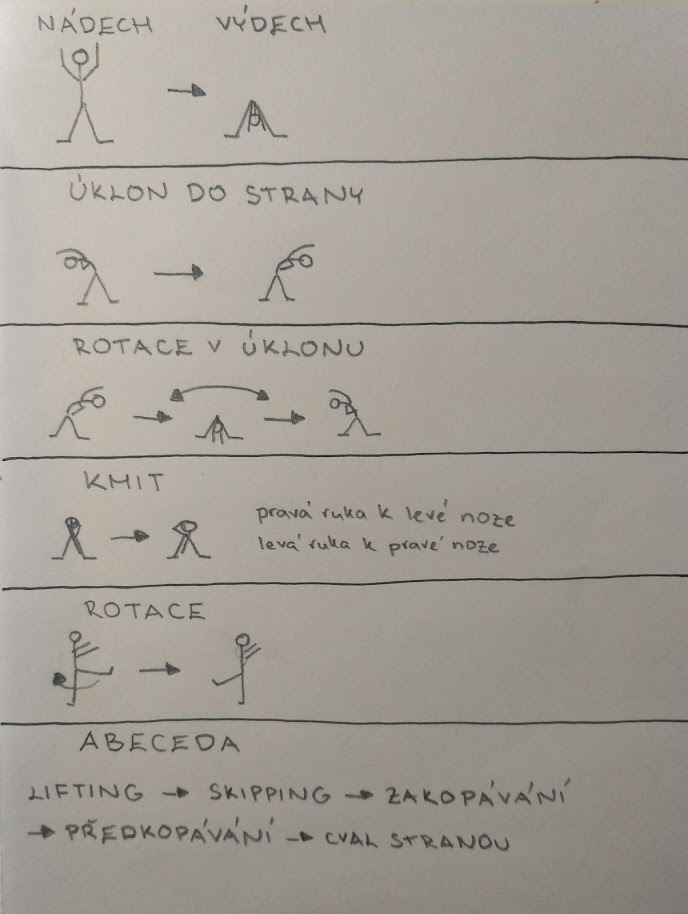 NÁDECH VÝDECH
ÚKLON DO STRANY
ROTACE V ÚKLONU
KMIT
pravá ruka k levé noze
levá ruka k pravé noze
ROTACE
ABECEDA
LIFTING → SKIPPING → ZAKOPÁVÁNÍ
→ PŘEDKOPÁVÁNÍ → CVAL STRANOU